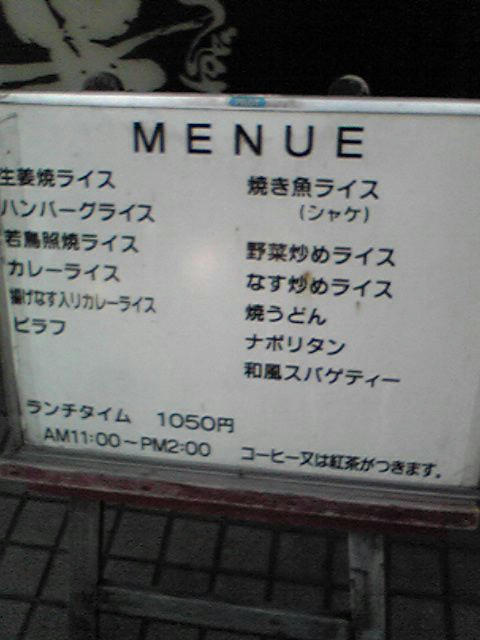 MENUE
生姜焼ライス
ハンバーグライス
若鳥照焼ライス
カレーライス
揚げなす入りカレーライス
ピラフ
焼き魚ライス
(シャケ)
野菜炒めライス
なす炒めライス
焼うどん
ナポリタン
和風スパゲティー
ランチタイム 1050円
AM11:00～PM2:00
コーヒー又は紅茶がつきます。